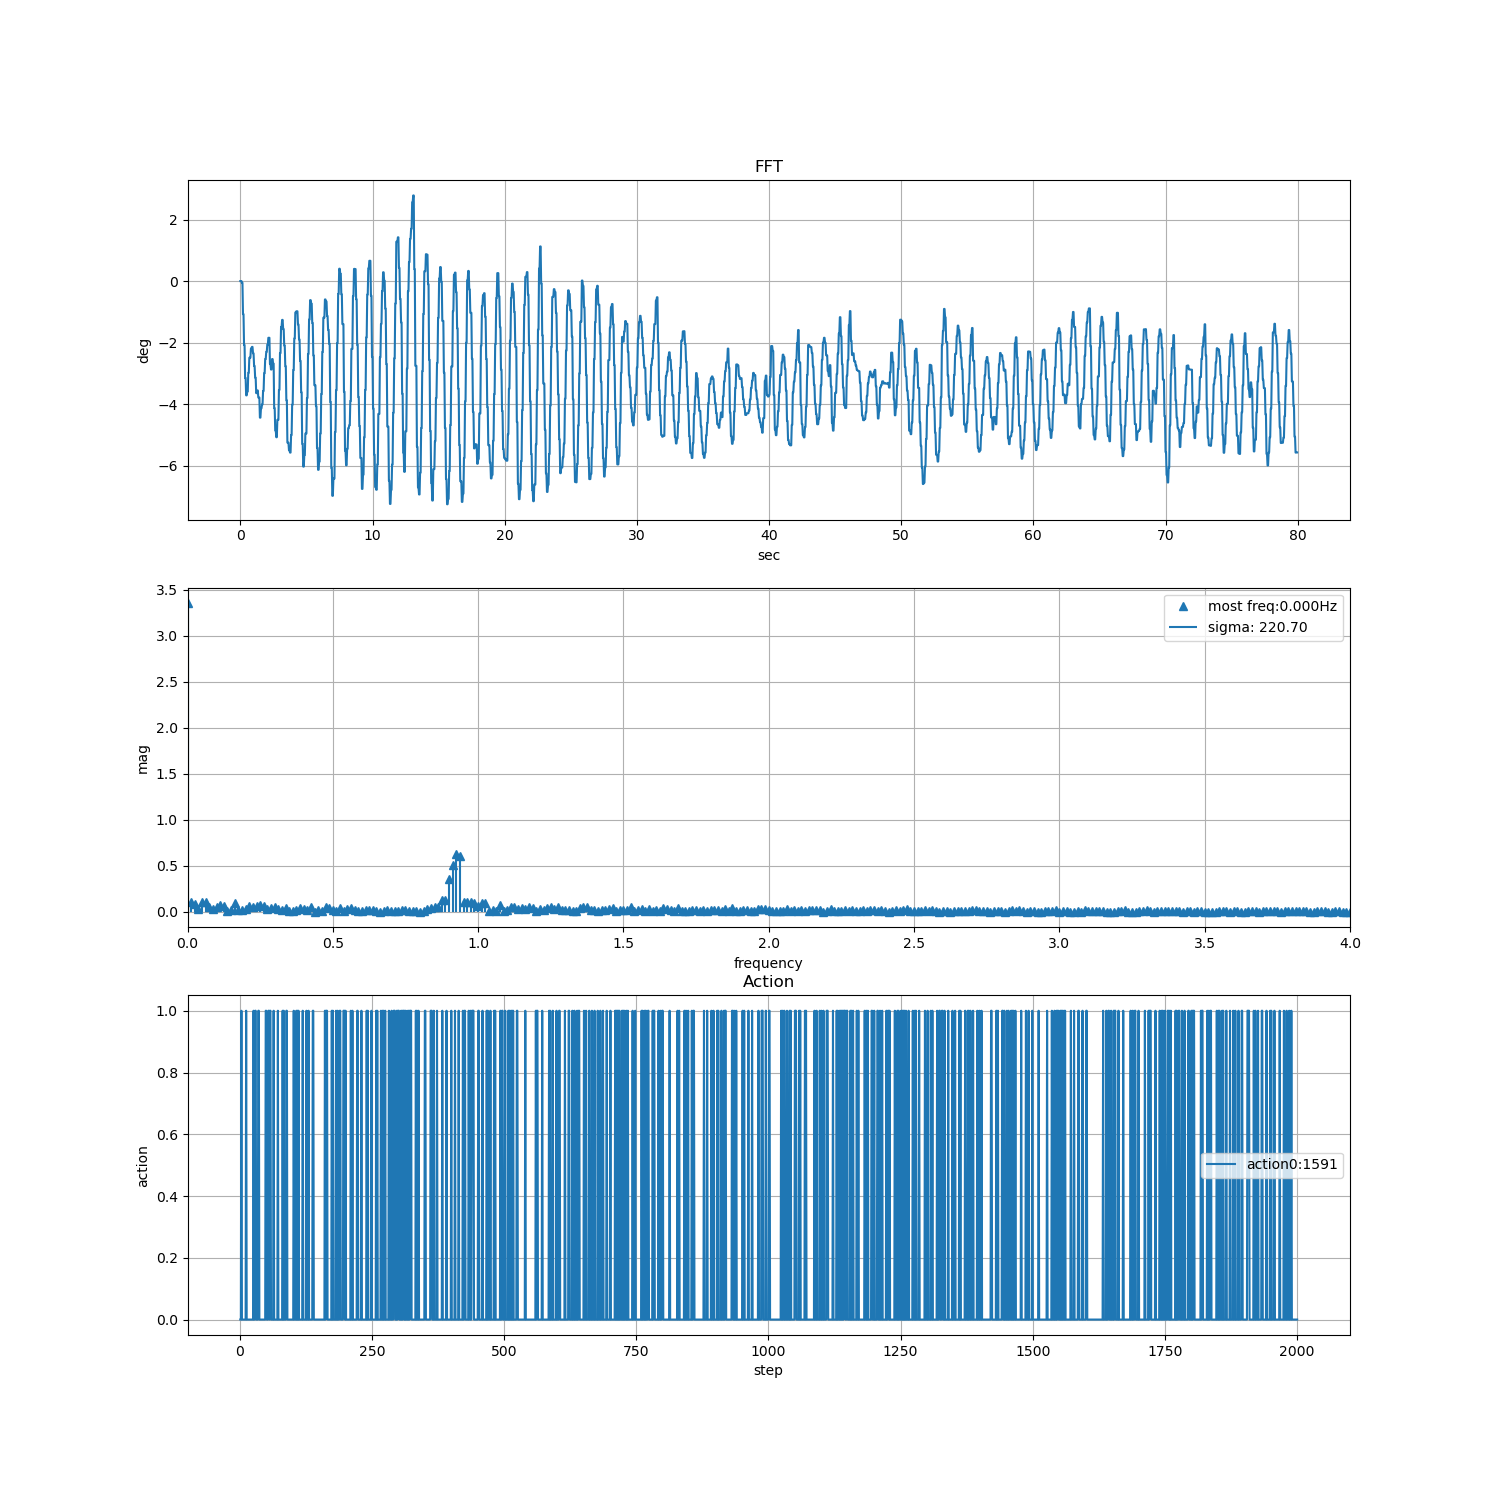 FFT
2
0
−2
−4
−6
deg
0 10 20 30 40 50 60 70 80
sec
3.5
3.0
2.5
2.0
1.5
1.0
0.5
0.0
mag
most freq:0.000Hz
sigma: 220.70
0.0 0.5 1.0 1.5 2.0 2.5 3.0 3.5 4.0
frequency
Action
1.0
0.8
0.6
0.4
0.2
0.0
action
action0:1591
0 250 500 750 1000 1250 1500 1750 2000
step